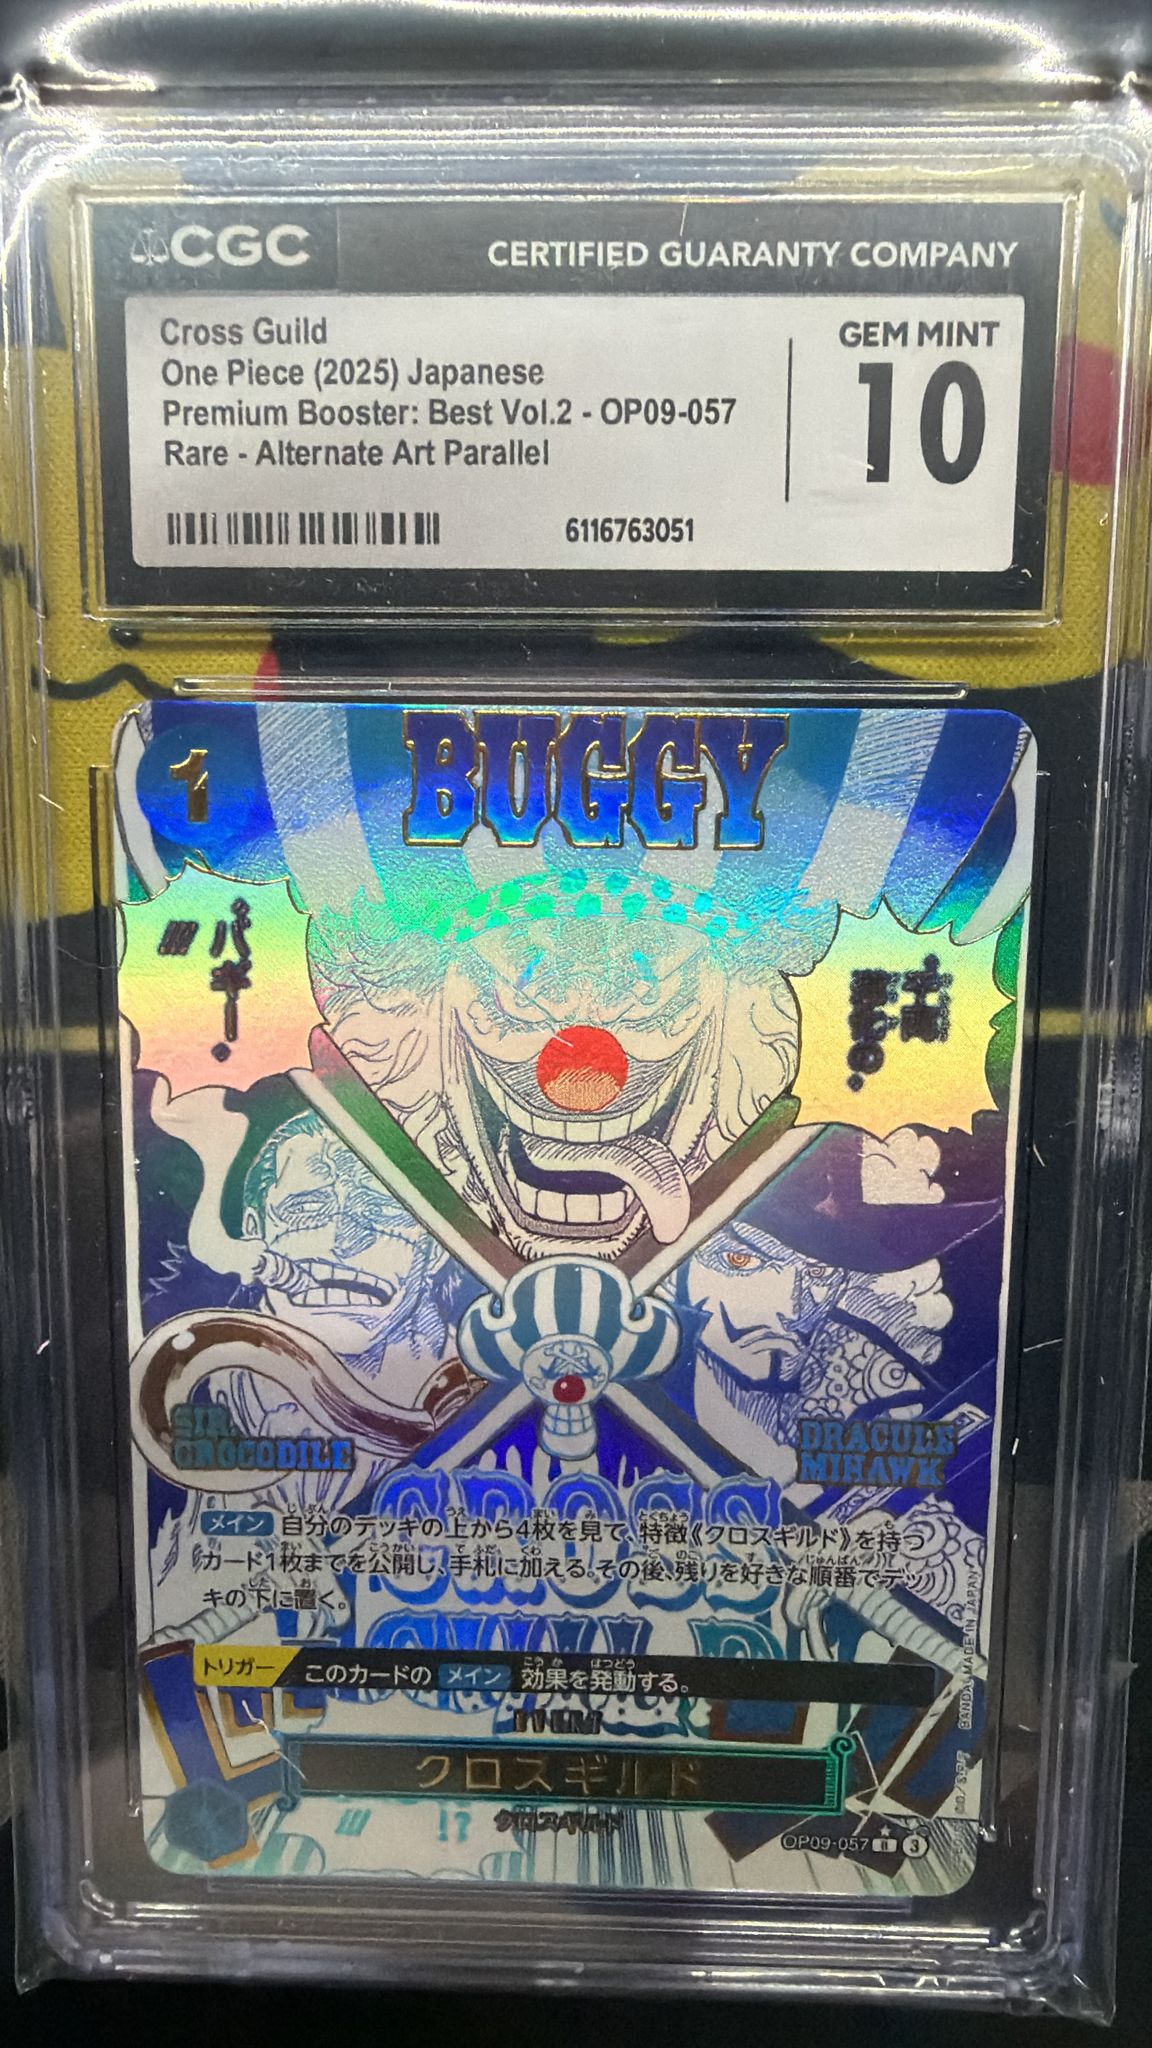 CGC
CERTIFIED GUARANTY COMPANY
Cross Guild
One Piece (2025) Japanese
Premium Booster: Best Vol.2 - OP09-057
Rare - Alternate Art Parallel
GEM MINT
10
6116763051
1
BUGGY
バギー
SIR.
CROCODILE
DRACULE
MIHAWK
CROSS
GUILD
メイン 自分のデッキの上から4枚を見て、特徴《クロスギルド》を持つ
カード1枚までを公開し、手札に加える。その後、残りを好きな順番でデッ
キの下に置く。
トリガー このカードの メイン 効果を発動する。
クロスギルド
クロスギルド
OP09-057 R 3
BANDAI MADE IN JAPAN